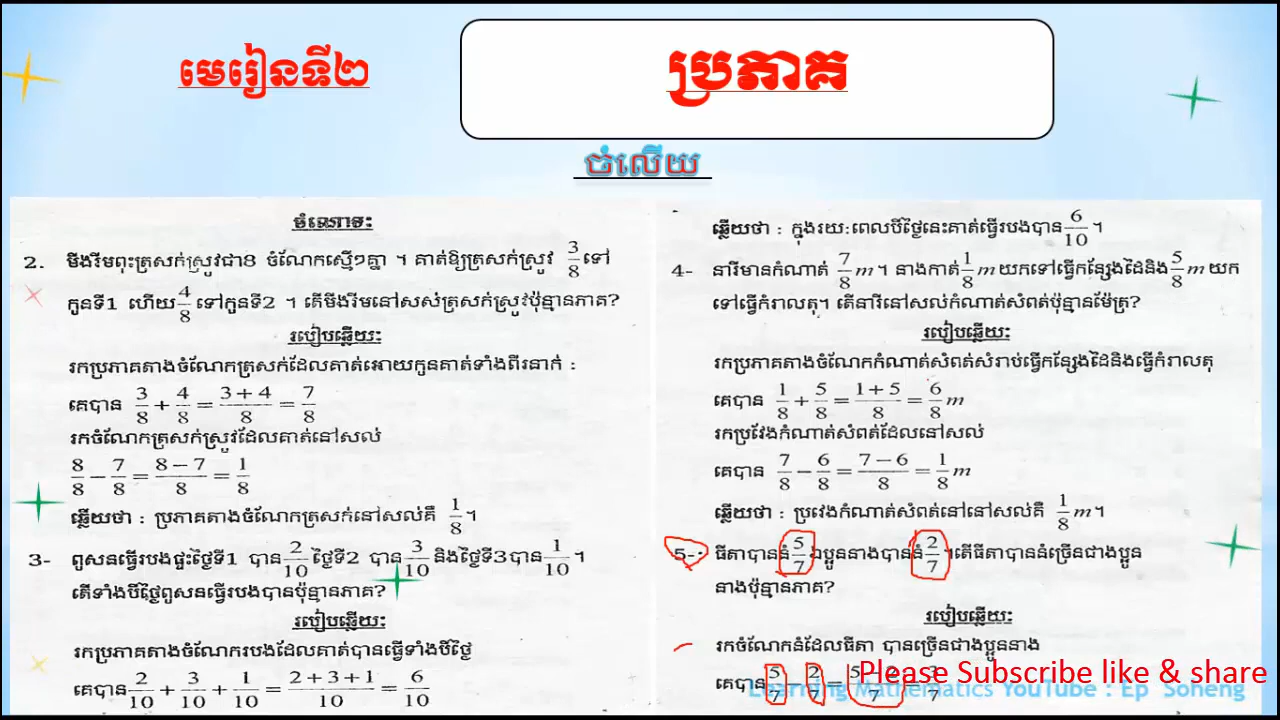 មេរៀនទី២
ប្រភាគ
ចំលើយ
ចំណោទៈ
2. មីងរីមពុះត្រសក់ស្រូវជា8 ចំណែកស្មើៗគ្នា ។ គាត់ឱ្យត្រសក់ស្រូវ 3/8 ទៅ
កូនទី1 ហើយ 4/8 ទៅកូនទី2 ។ តើមីងរីមនៅសសំត្រសក់ស្រូវប៉ុន្មានភាគ?
របៀបឆ្លើយៈ
រកប្រភាគតាងចំណែកត្រសក់ដែលគាត់អោយកូនគាត់ទាំងពីរនាក់ :
គេបាន 3/8 + 4/8 = (3 + 4)/8 = 7/8
រកចំណែកត្រសក់ស្រូវដែលគាត់នៅសល់
8/8 − 7/8 = (8 − 7)/8 = 1/8
ឆ្លើយថា : ប្រភាគតាងចំណែកត្រសក់នៅសល់គឺ 1/8 ។
3- ពូសនធ្វើរបងផ្ទះថ្ងៃទី1 បាន 2/10 ថ្ងៃទី2 បាន 3/10 និងថ្ងៃទី3បាន 1/10 ។
តើទាំងបីថ្ងៃពូសនធ្វើរបងបានប៉ុន្មានភាគ?
របៀបឆ្លើយៈ
រកប្រភាគតាងចំណែករបងដែលគាត់បានធ្វើទាំងបីថ្ងៃ
គេបាន 2/10 + 3/10 + 1/10 = (2 + 3 + 1)/10 = 6/10
ឆ្លើយថា : ក្នុងរយៈពេលបីថ្ងៃនេះគាត់ធ្វើរបងបាន 6/10 ។
4- នារីមានកំណាត់ 7/8 m ។ នាងកាត់ 1/8 m យកទៅធ្វើកន្សែងដៃនិង 5/8 m យក
ទៅធ្វើកំរាលតុ។ តើនារីនៅសល់កំណាត់សំពត់ប៉ុន្មានម៉ែត្រ?
របៀបឆ្លើយៈ
រកប្រភាគតាងចំណែកកំណាត់សំពត់សំរាប់ធ្វើកន្សែងដៃនិងធ្វើកំរាលតុ
គេបាន 1/8 + 5/8 = (1 + 5)/8 = 6/8 m
រកប្រវែងកំណាត់សំពត់ដែលនៅសល់
គេបាន 7/8 − 6/8 = (7 − 6)/8 = 1/8 m
ឆ្លើយថា : ប្រវេងកំណាត់សំពត់នៅនៅសល់គឺ 1/8 m ។
5- ធីតាបាននំ 5/7 ឯប្អូននាងបាននំ 2/7 ។តើធីតាបាននំច្រើនជាងប្អូន
នាងប៉ុន្មានភាគ?
របៀបឆ្លើយៈ
រកចំណែកនំដែលធីតា បានច្រើនជាងប្អូននាង
គេបាន 5/7 − 2/7 = (5 − 2)/7 = 3/7
Please Subscribe like & share
Learning Mathematics YouTube : Ep Soheng